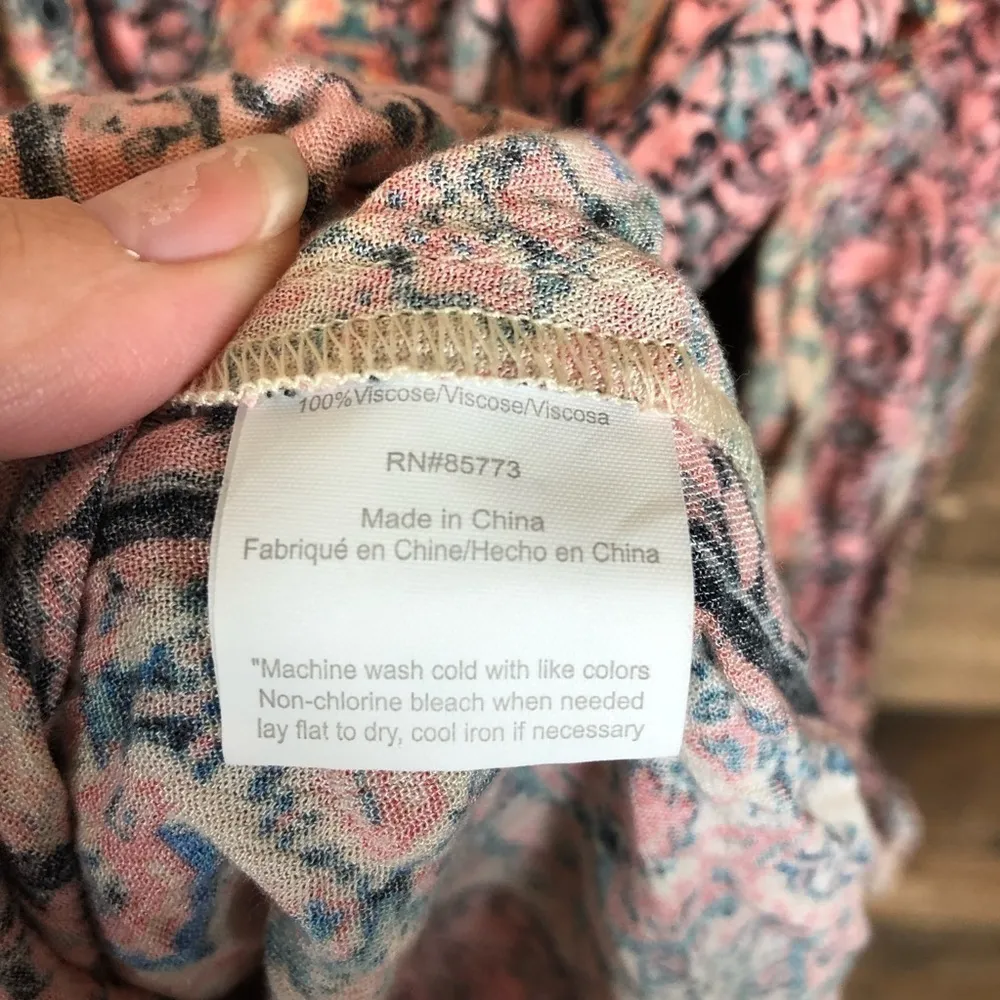 100%Viscose/Viscose/Viscosa
RN#85773
Made in China
Fabriqué en Chine/Hecho en China
"Machine wash cold with like colors
Non-chlorine bleach when needed
lay flat to dry, cool iron if necessary